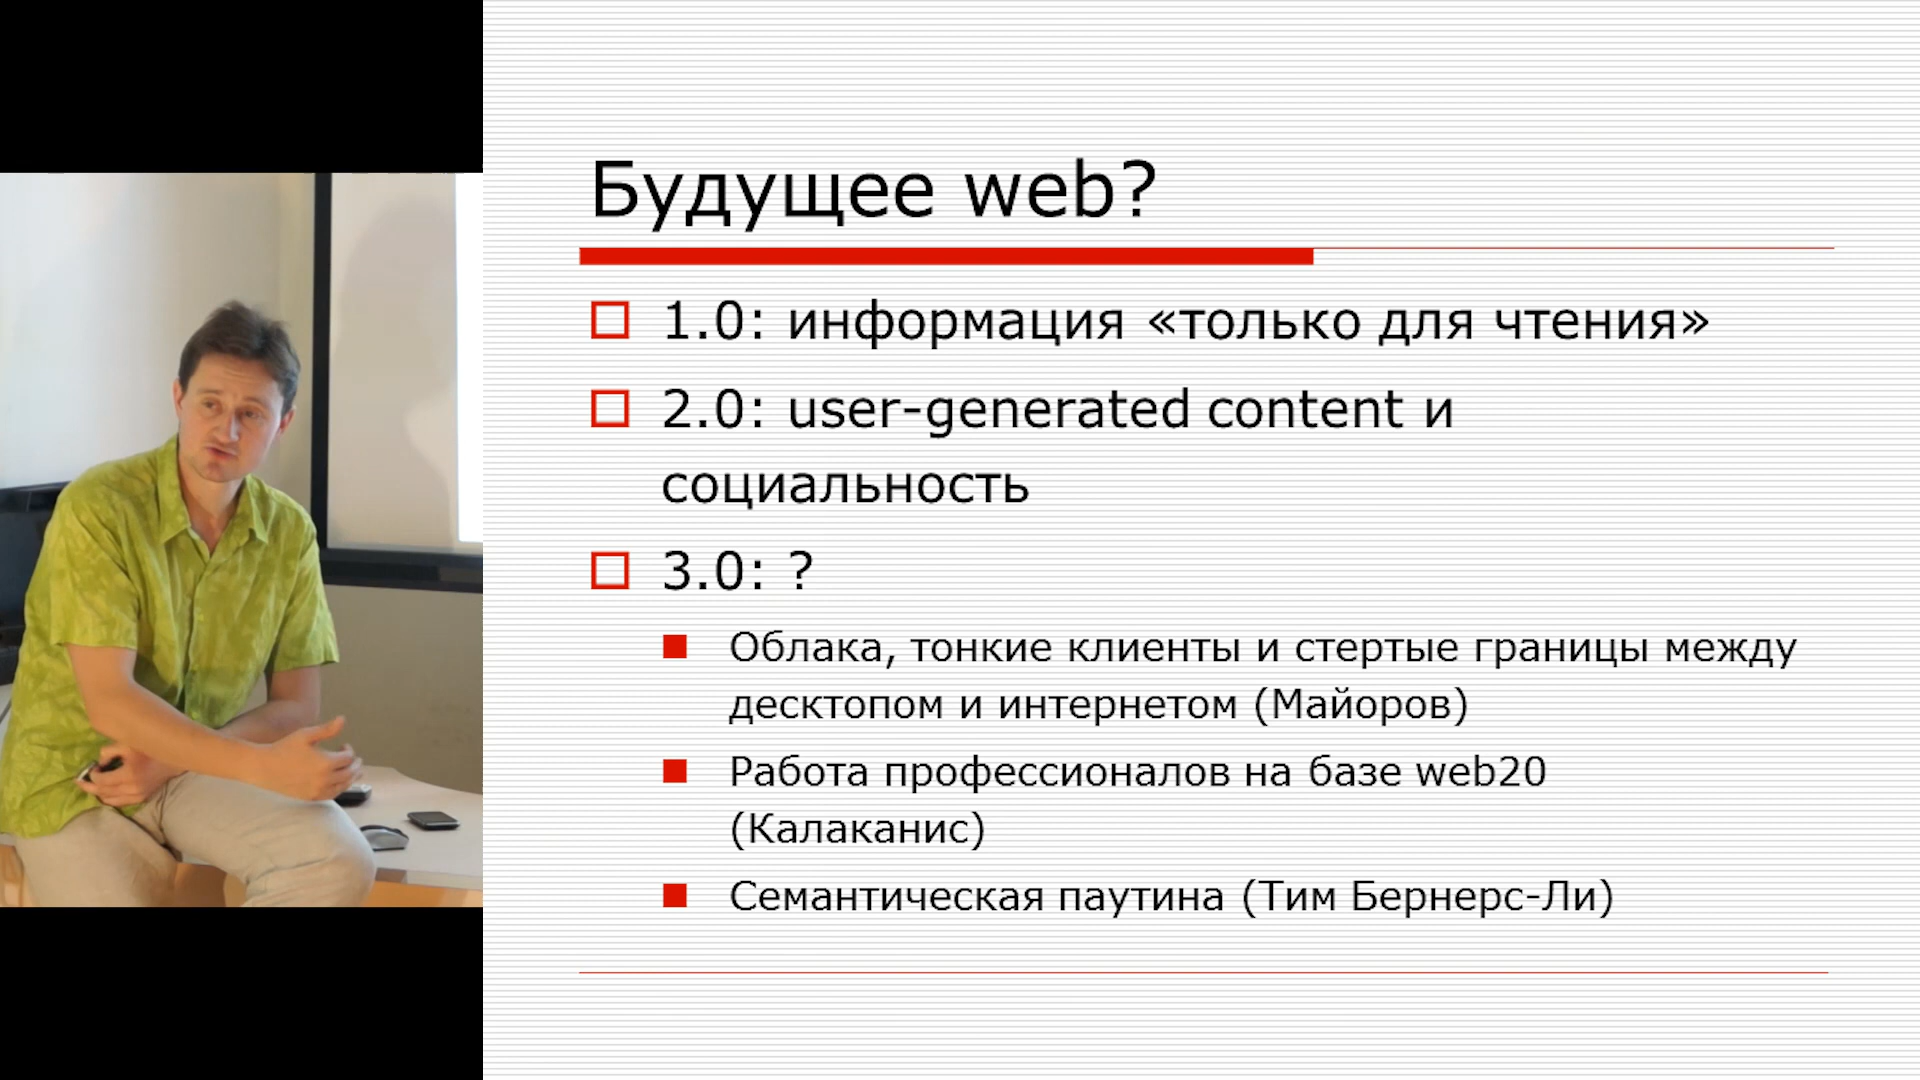 Будущее web?
1.0: информация «только для чтения»
2.0: user-generated content и
социальность
3.0: ?
Облака, тонкие клиенты и стертые границы между
десктопом и интернетом (Майоров)
Работа профессионалов на базе web20
(Калаканис)
Семантическая паутина (Тим Бернерс-Ли)